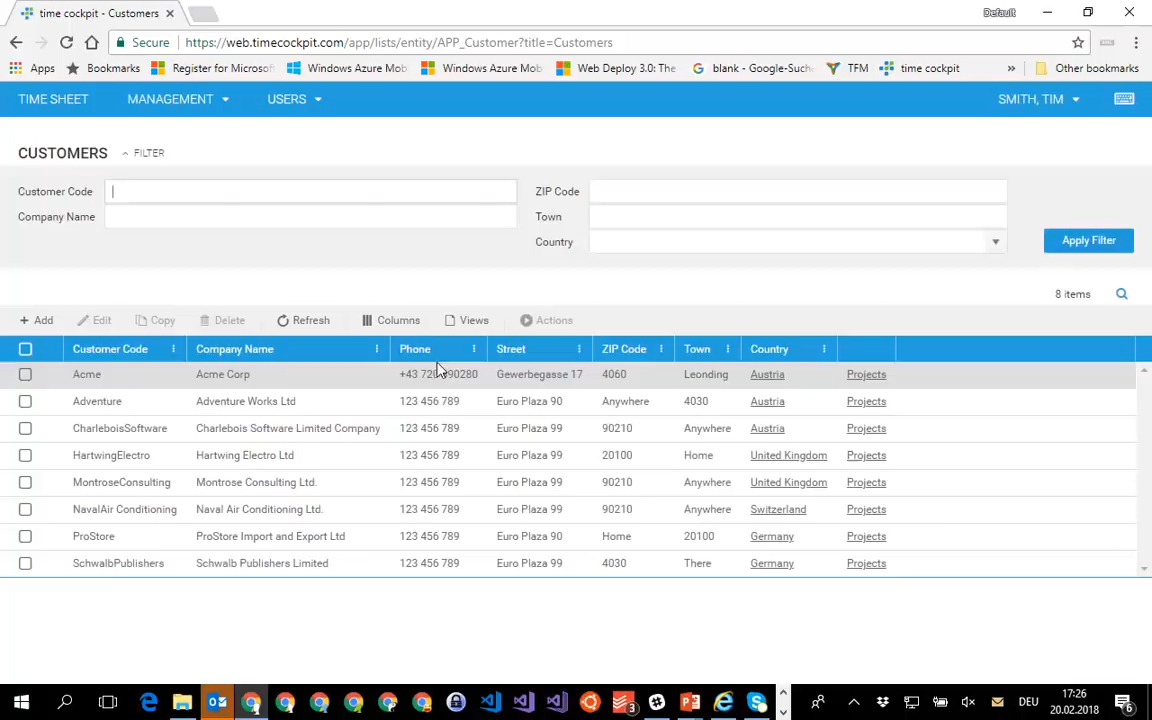 time cockpit - Customers
Default
Secure https://web.timecockpit.com/app/lists/entity/APP_Customer?title=Customers
Apps Bookmarks Register for Microsof Windows Azure Mob Windows Azure Mob Web Deploy 3.0: The blank - Google-Such TFM time cockpit » Other bookmarks
TIME SHEET MANAGEMENT USERS SMITH, TIM
CUSTOMERS FILTER
Customer Code ZIP Code
Company Name Town
Country Apply Filter
8 items
+ Add Edit Copy Delete Refresh Columns Views Actions
Customer Code Company Name Phone Street ZIP Code Town Country
Acme Acme Corp Gewerbegasse 17 4060 Leonding Austria Projects
Adventure Adventure Works Ltd 123 456 789 Euro Plaza 90 Anywhere 4030 Austria Projects
CharleboisSoftware Charlebois Software Limited Company 123 456 789 Euro Plaza 99 90210 Anywhere Austria Projects
HartwingElectro Hartwing Electro Ltd 123 456 789 Euro Plaza 99 20100 Home United Kingdom Projects
MontroseConsulting Montrose Consulting Ltd. 123 456 789 Euro Plaza 99 90210 Anywhere United Kingdom Projects
NavalAir Conditioning Naval Air Conditioning Ltd. 123 456 789 Euro Plaza 99 90210 Anywhere Switzerland Projects
ProStore ProStore Import and Export Ltd 123 456 789 Euro Plaza 99 Home 20100 Germany Projects
SchwalbPublishers Schwalb Publishers Limited 123 456 789 Euro Plaza 99 4030 There Germany Projects
3 DEU 17:26 6
20.02.2018